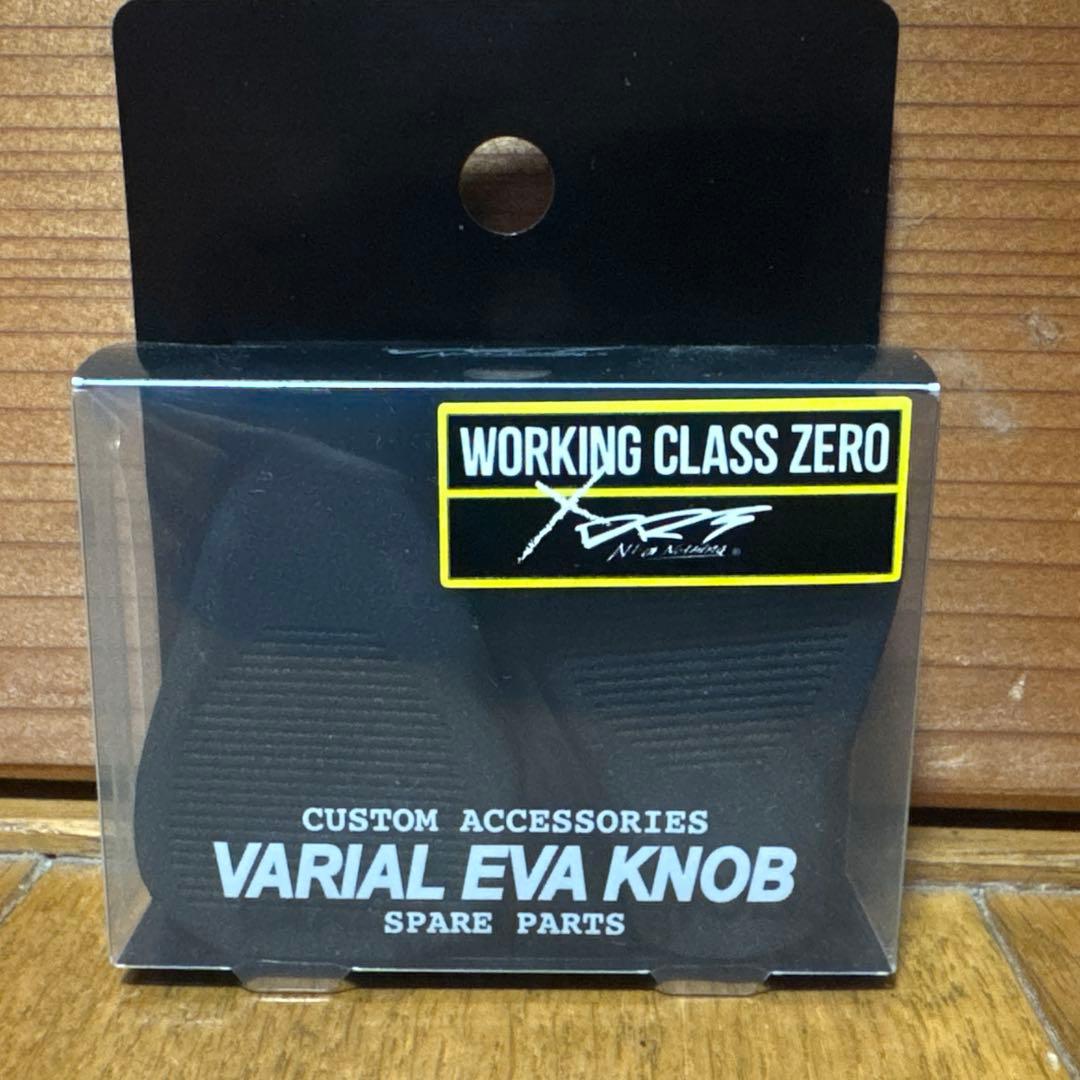 WORKING CLASS ZERO
X DRT
CUSTOM ACCESSORIES
VARIAL EVA KNOB
SPARE PARTS